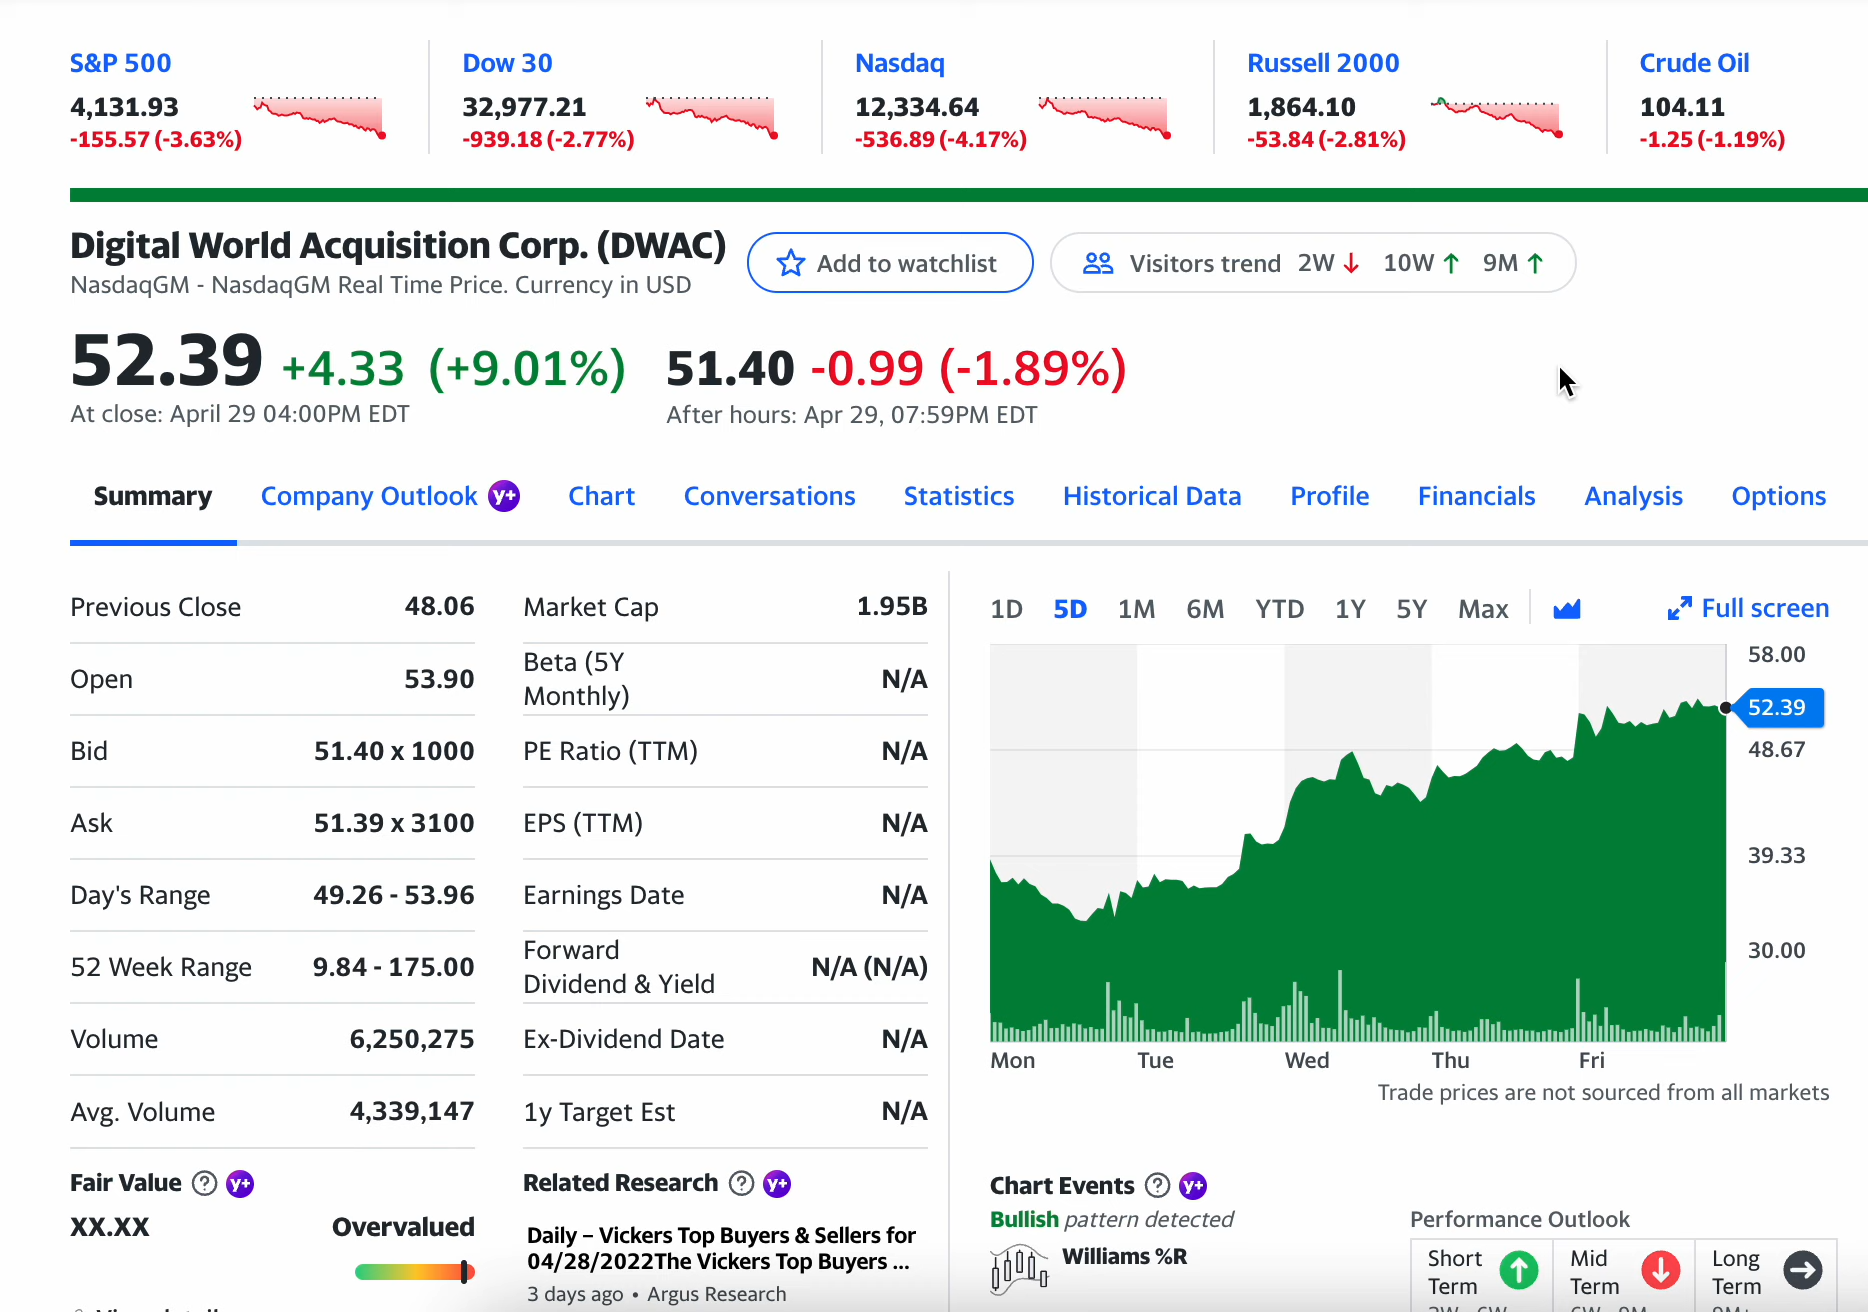 S&P 500
4,131.93
-155.57 (-3.63%)
Dow 30
32,977.21
-939.18 (-2.77%)
Nasdaq
12,334.64
-536.89 (-4.17%)
Russell 2000
1,864.10
-53.84 (-2.81%)
Crude Oil
104.11
-1.25 (-1.19%)
Digital World Acquisition Corp. (DWAC)
NasdaqGM - NasdaqGM Real Time Price. Currency in USD
Add to watchlist
Visitors trend 2W 10W 9M
52.39 +4.33 (+9.01%)
At close: April 29 04:00PM EDT
51.40 -0.99 (-1.89%)
After hours: Apr 29, 07:59PM EDT
Summary Company Outlook y+ Chart Conversations Statistics Historical Data Profile Financials Analysis Options
Previous Close 48.06
Open 53.90
Bid 51.40 x 1000
Ask 51.39 x 3100
Day's Range 49.26 - 53.96
52 Week Range 9.84 - 175.00
Volume 6,250,275
Avg. Volume 4,339,147
Market Cap 1.95B
Beta (5Y
Monthly) N/A
PE Ratio (TTM) N/A
EPS (TTM) N/A
Earnings Date N/A
Forward
Dividend & Yield N/A (N/A)
Ex-Dividend Date N/A
1y Target Est N/A
1D 5D 1M 6M YTD 1Y 5Y Max Full screen
58.00
52.39
48.67
39.33
30.00
Mon Tue Wed Thu Fri
Trade prices are not sourced from all markets
Fair Value ? y+
XX.XX Overvalued
Related Research ? y+
Daily – Vickers Top Buyers & Sellers for
04/28/2022The Vickers Top Buyers ...
3 days ago • Argus Research
Chart Events ? y+
Bullish pattern detected
Williams %R
Performance Outlook
Short
Term
Mid
Term
Long
Term